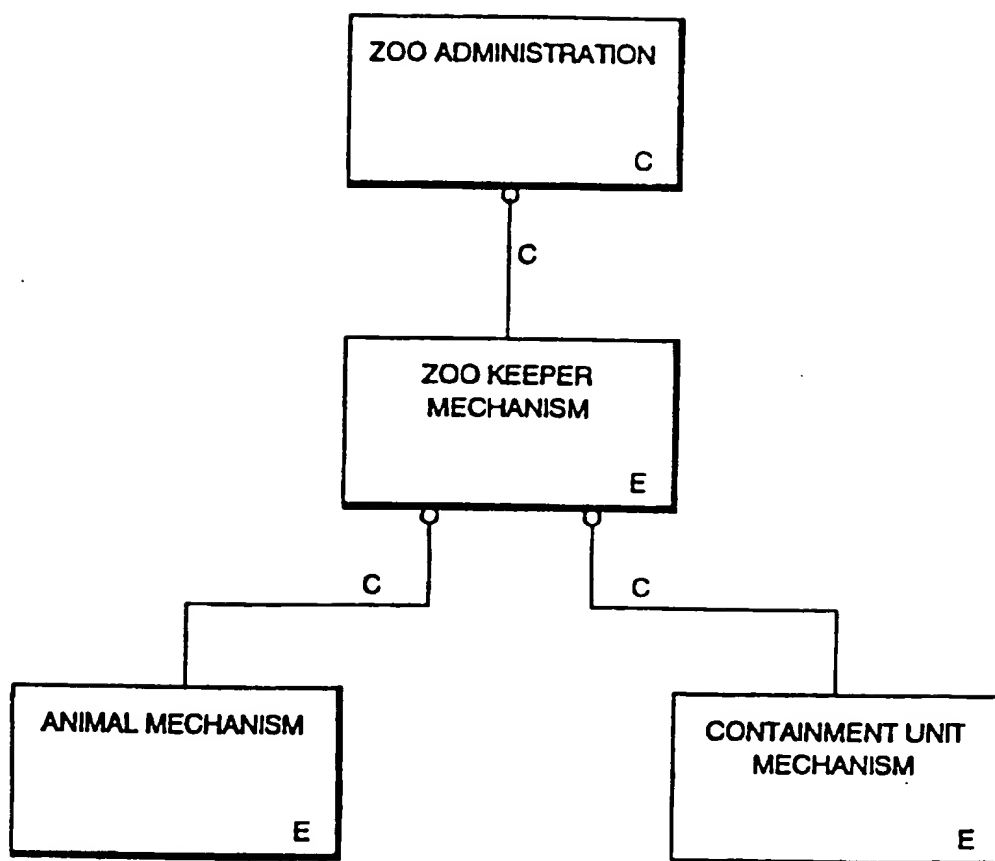 ZOO ADMINISTRATION
C
C
ZOO KEEPER
MECHANISM
E
C
C
ANIMAL MECHANISM
E
CONTAINMENT UNIT
MECHANISM
E